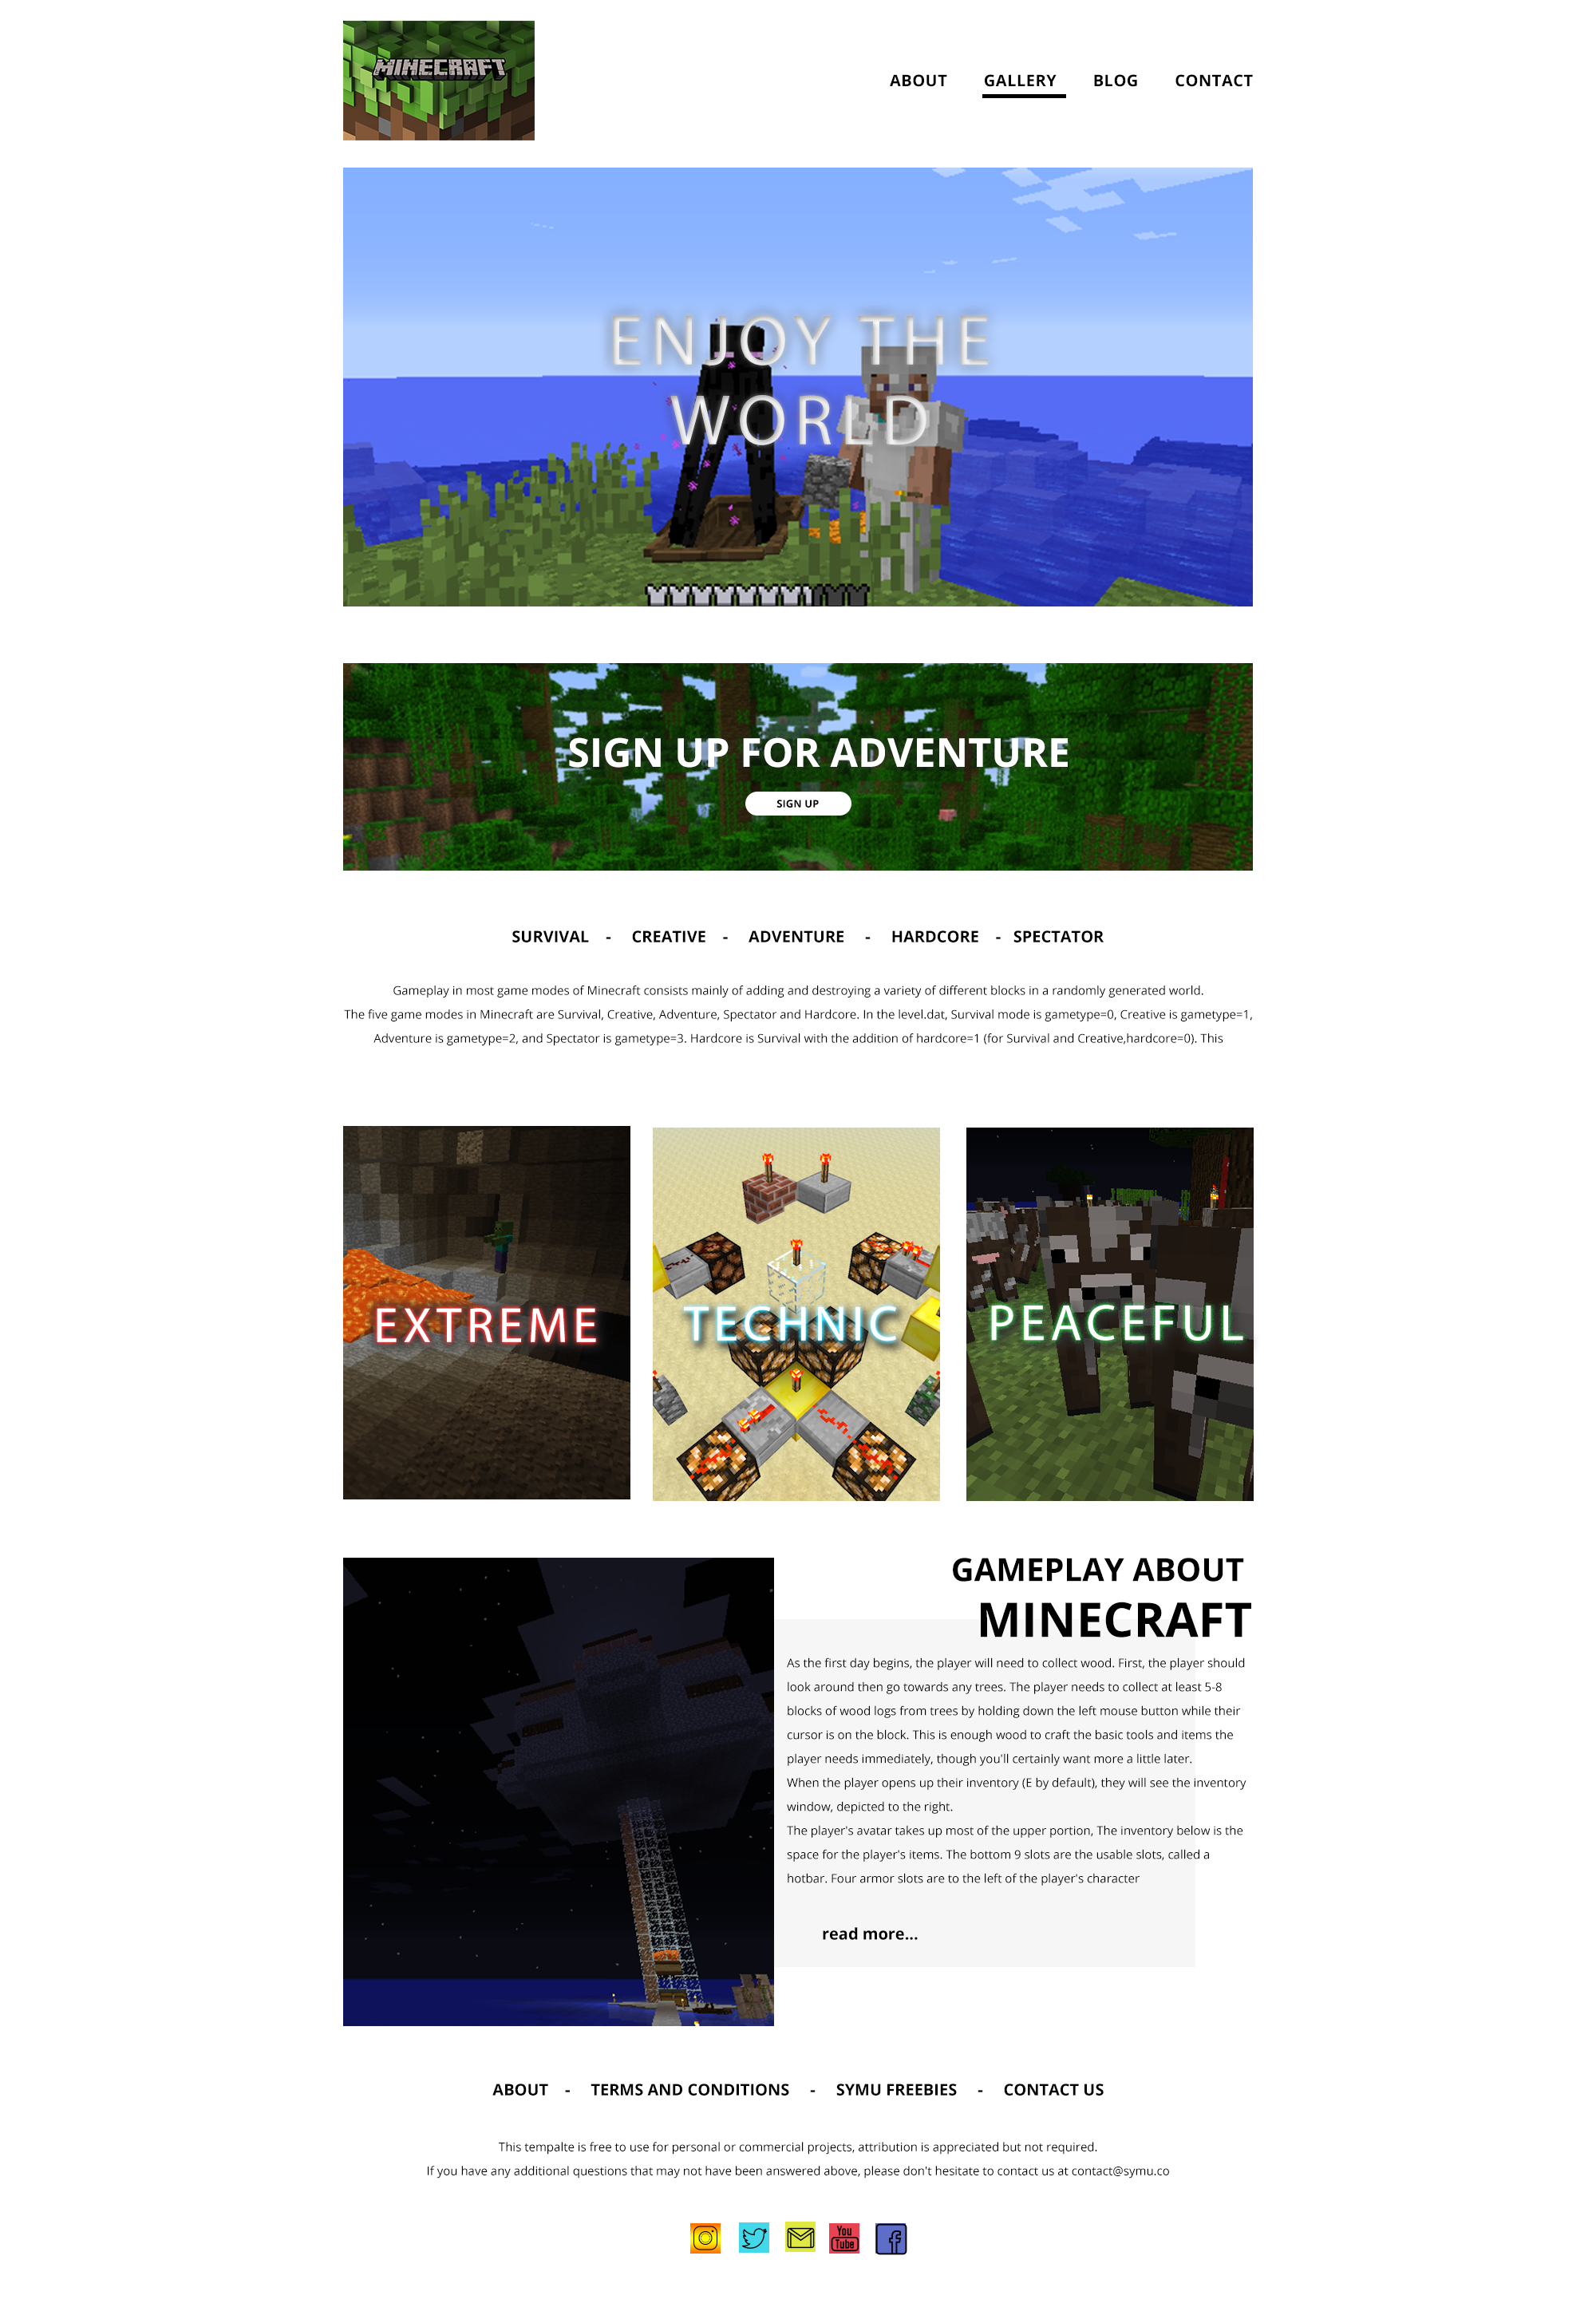 MINECRAFT
ABOUT GALLERY BLOG CONTACT
ENJOY THE
WORLD
SIGN UP FOR ADVENTURE
SIGN UP
SURVIVAL - CREATIVE - ADVENTURE - HARDCORE - SPECTATOR
Gameplay in most game modes of Minecraft consists mainly of adding and destroying a variety of different blocks in a randomly generated world.
The five game modes in Minecraft are Survival, Creative, Adventure, Spectator and Hardcore. In the level.dat, Survival mode is gametype=0, Creative is gametype=1,
Adventure is gametype=2, and Spectator is gametype=3. Hardcore is Survival with the addition of hardcore=1 (for Survival and Creative,hardcore=0). This
EXTREME
TECHNIC
PEACEFUL
GAMEPLAY ABOUT
MINECRAFT
As the first day begins, the player will need to collect wood. First, the player should
look around then go towards any trees. The player needs to collect at least 5-8
blocks of wood logs from trees by holding down the left mouse button while their
cursor is on the block. This is enough wood to craft the basic tools and items the
player needs immediately, though you'll certainly want more a little later.
When the player opens up their inventory (E by default), they will see the inventory
window, depicted to the right.
The player's avatar takes up most of the upper portion, The inventory below is the
space for the player's items. The bottom 9 slots are the usable slots, called a
hotbar. Four armor slots are to the left of the player's character
read more...
ABOUT - TERMS AND CONDITIONS - SYMU FREEBIES - CONTACT US
This tempalte is free to use for personal or commercial projects, attribution is appreciated but not required.
If you have any additional questions that may not have been answered above, please don't hesitate to contact us at contact@symu.co
You
Tube